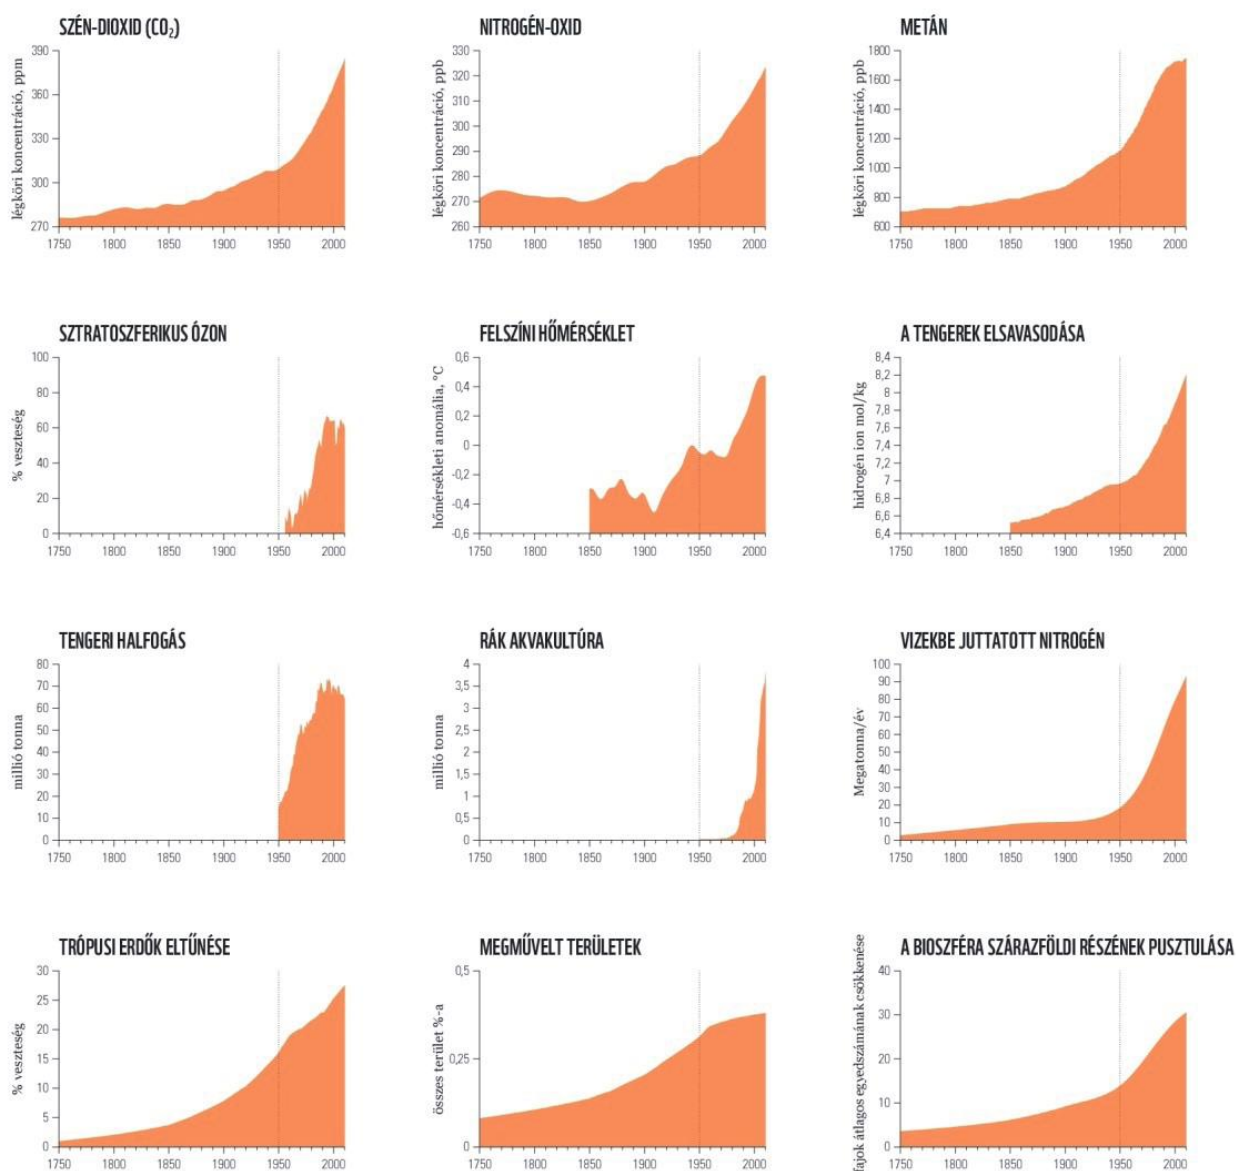 SZÉN-DIOXID (CO₂)
légköri koncentráció, ppm
390
360
330
300
270
1750 1800 1850 1900 1950 2000
NITROGÉN-OXID
légköri koncentráció, ppb
330
320
310
300
290
280
270
260
1750 1800 1850 1900 1950 2000
METÁN
légköri koncentráció, ppb
1800
1600
1400
1200
1000
800
600
1750 1800 1850 1900 1950 2000
SZTRATOSZFERIKUS ÓZON
% veszteség
100
80
60
40
20
0
1750 1800 1850 1900 1950 2000
FELSZÍNI HŐMÉRSÉKLET
hőmérsékleti anomália, °C
0,6
0,4
0,2
0
-0,2
-0,4
-0,6
1750 1800 1850 1900 1950 2000
A TENGEREK ELSAVASODÁSA
hidrogén ion mol/kg
8,4
8,2
8
7,8
7,6
7,4
7,2
7
6,8
6,6
6,4
1750 1800 1850 1900 1950 2000
TENGERI HALFOGÁS
millió tonna
80
70
60
50
40
30
20
10
0
1750 1800 1850 1900 1950 2000
RÁK AKVAKULTÚRA
millió tonna
4
3,5
3
2,5
2
1,5
1
0,5
0
1750 1800 1850 1900 1950 2000
VIZEKBE JUTTATOTT NITROGÉN
Megatonna/év
100
90
80
70
60
50
40
30
20
10
0
1750 1800 1850 1900 1950 2000
TRÓPUSI ERDŐK ELTŰNÉSE
% veszteség
30
25
20
15
10
5
0
1750 1800 1850 1900 1950 2000
MEGMŰVELT TERÜLETEK
összes terület %-a
0,5
0,25
0
1750 1800 1850 1900 1950 2000
A BIOSZFÉRA SZÁRAZFÖLDI RÉSZÉNEK PUSZTULÁSA
fajok átlagos egyedszámának csökkenése
40
30
20
10
0
1750 1800 1850 1900 1950 2000